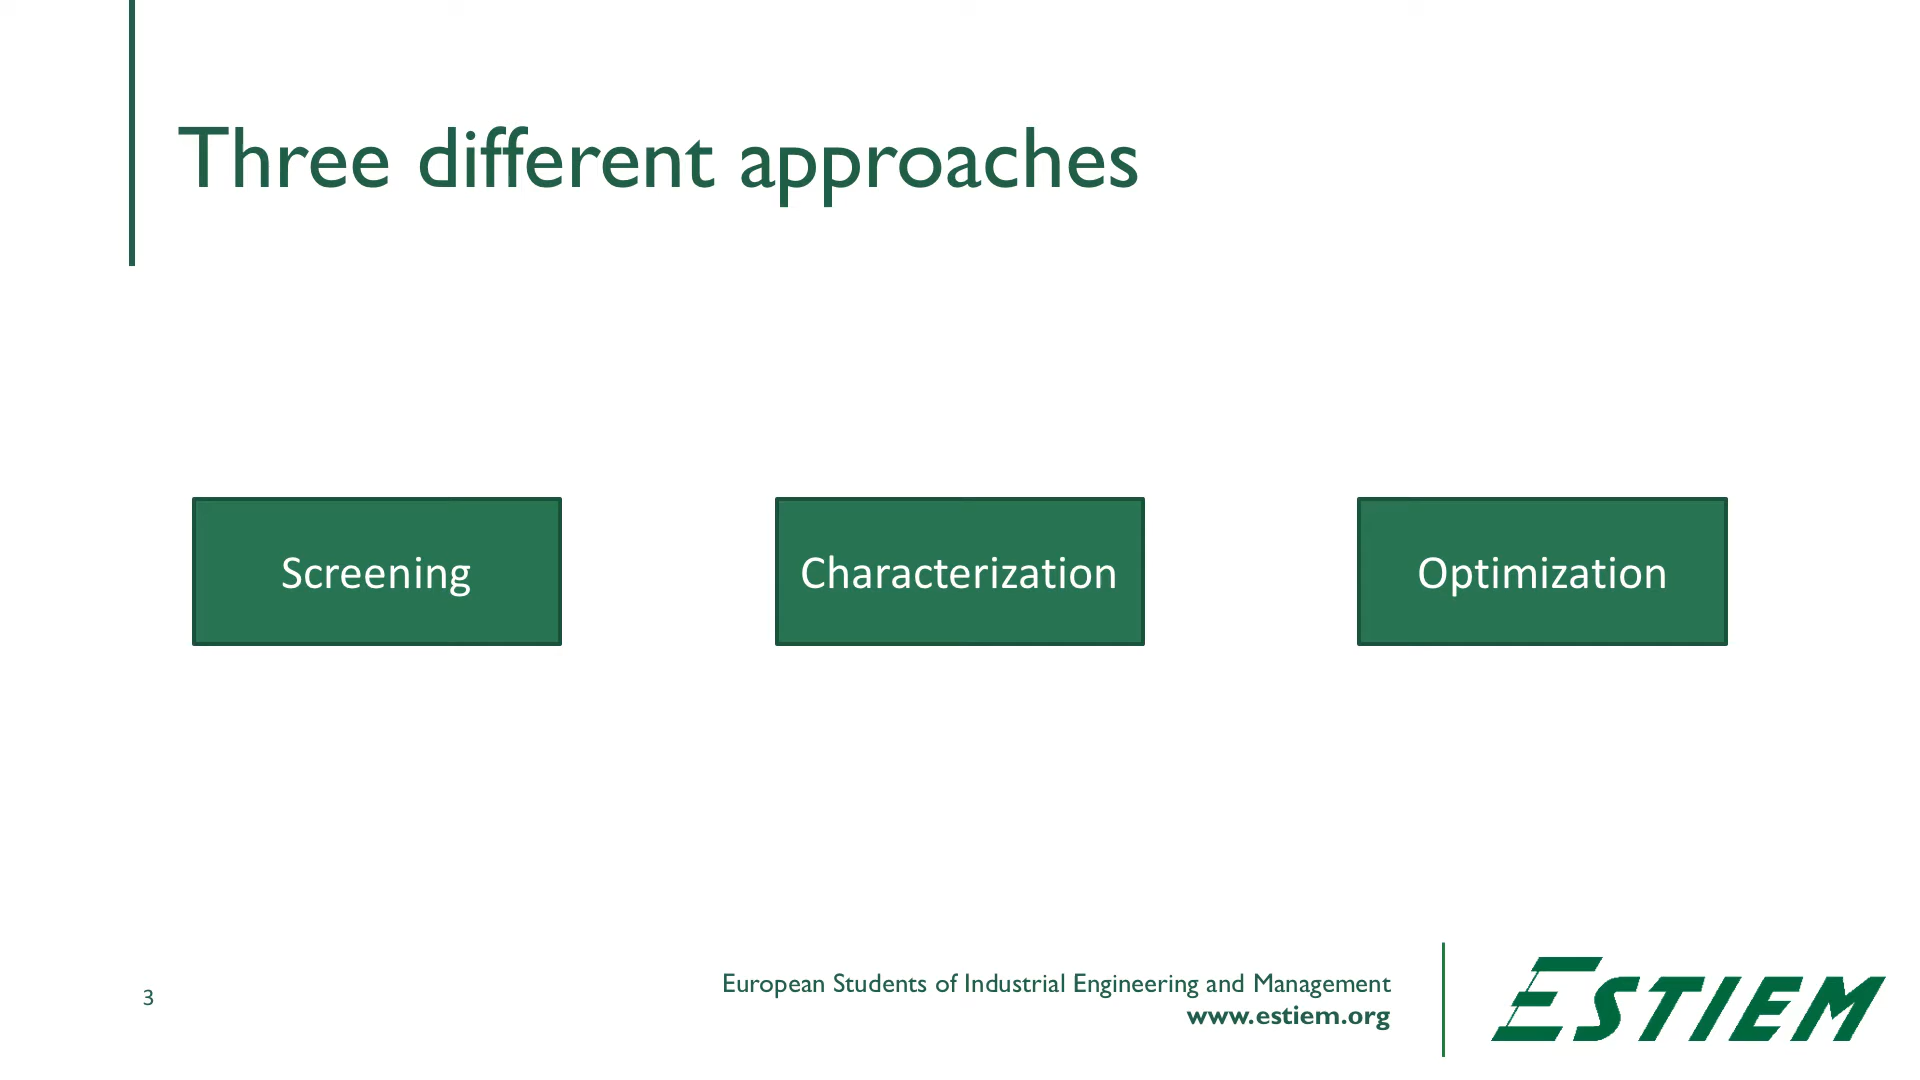 Three different approaches
Screening
Characterization
Optimization
3
European Students of Industrial Engineering and Management
www.estiem.org
ESTIEM